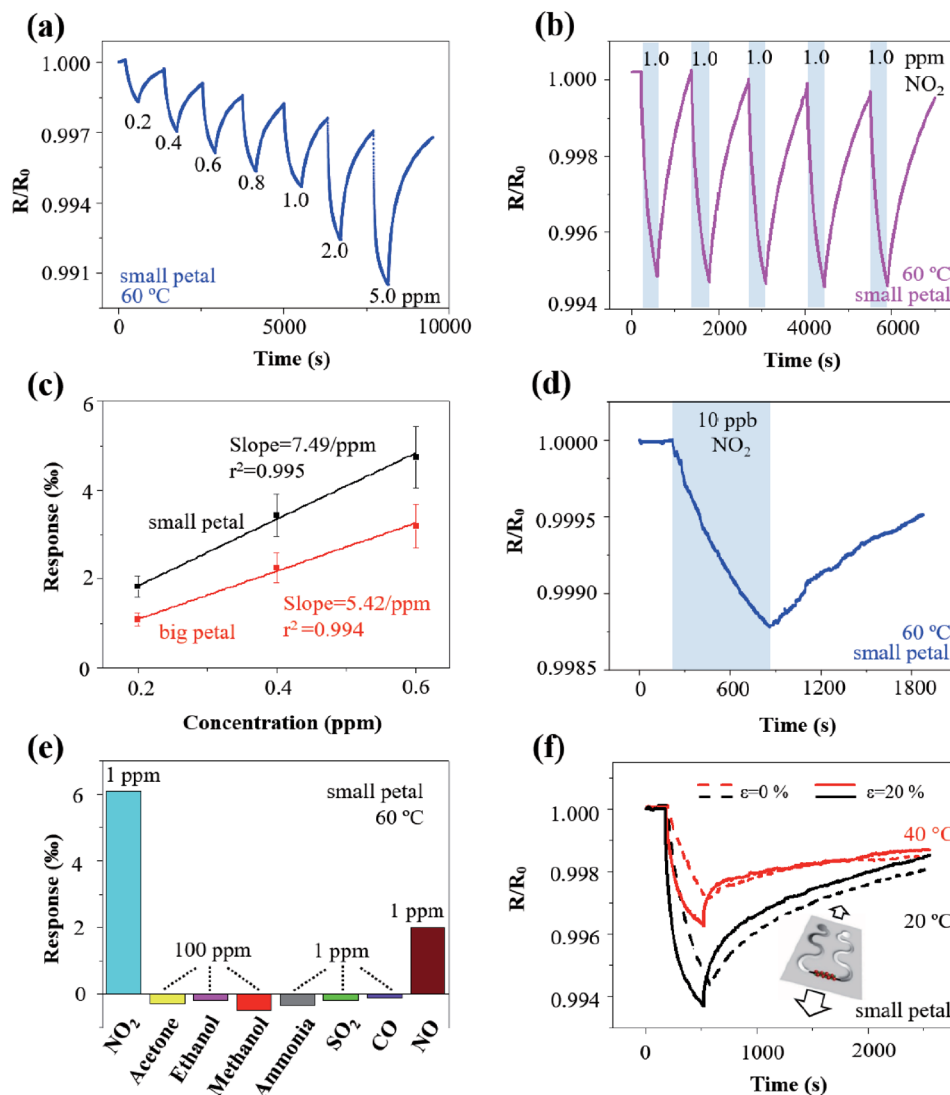 (a)
1.000
0.997
0.994
0.991
R/R₀
0.2
0.4
0.6
0.8
1.0
2.0
5.0 ppm
small petal
60 ºC
0
5000
10000
Time (s)
(b)
1.0 1.0 1.0 1.0 1.0 ppm
NO₂
1.000
0.998
0.996
0.994
R/R₀
60 ºC
small petal
0
2000
4000
6000
Time (s)
(c)
6
4
2
0
Response (‰)
Slope=7.49/ppm
r²=0.995
small petal
Slope=5.42/ppm
r²=0.994
big petal
0.2
0.4
0.6
Concentration (ppm)
(d)
10 ppb
NO₂
1.0000
0.9995
0.9990
0.9985
R/R₀
60 ºC
small petal
0
600
1200
1800
Time (s)
(e)
6
4
2
0
Response (‰)
1 ppm
small petal
60 ºC
100 ppm
1 ppm
1 ppm
NO₂
Acetone
Ethanol
Methanol
Ammonia
SO₂
CO
NO
(f)
ε=0 %
ε=20 %
1.000
0.998
0.996
0.994
R/R₀
40 °C
20 °C
small petal
0
1000
2000
Time (s)